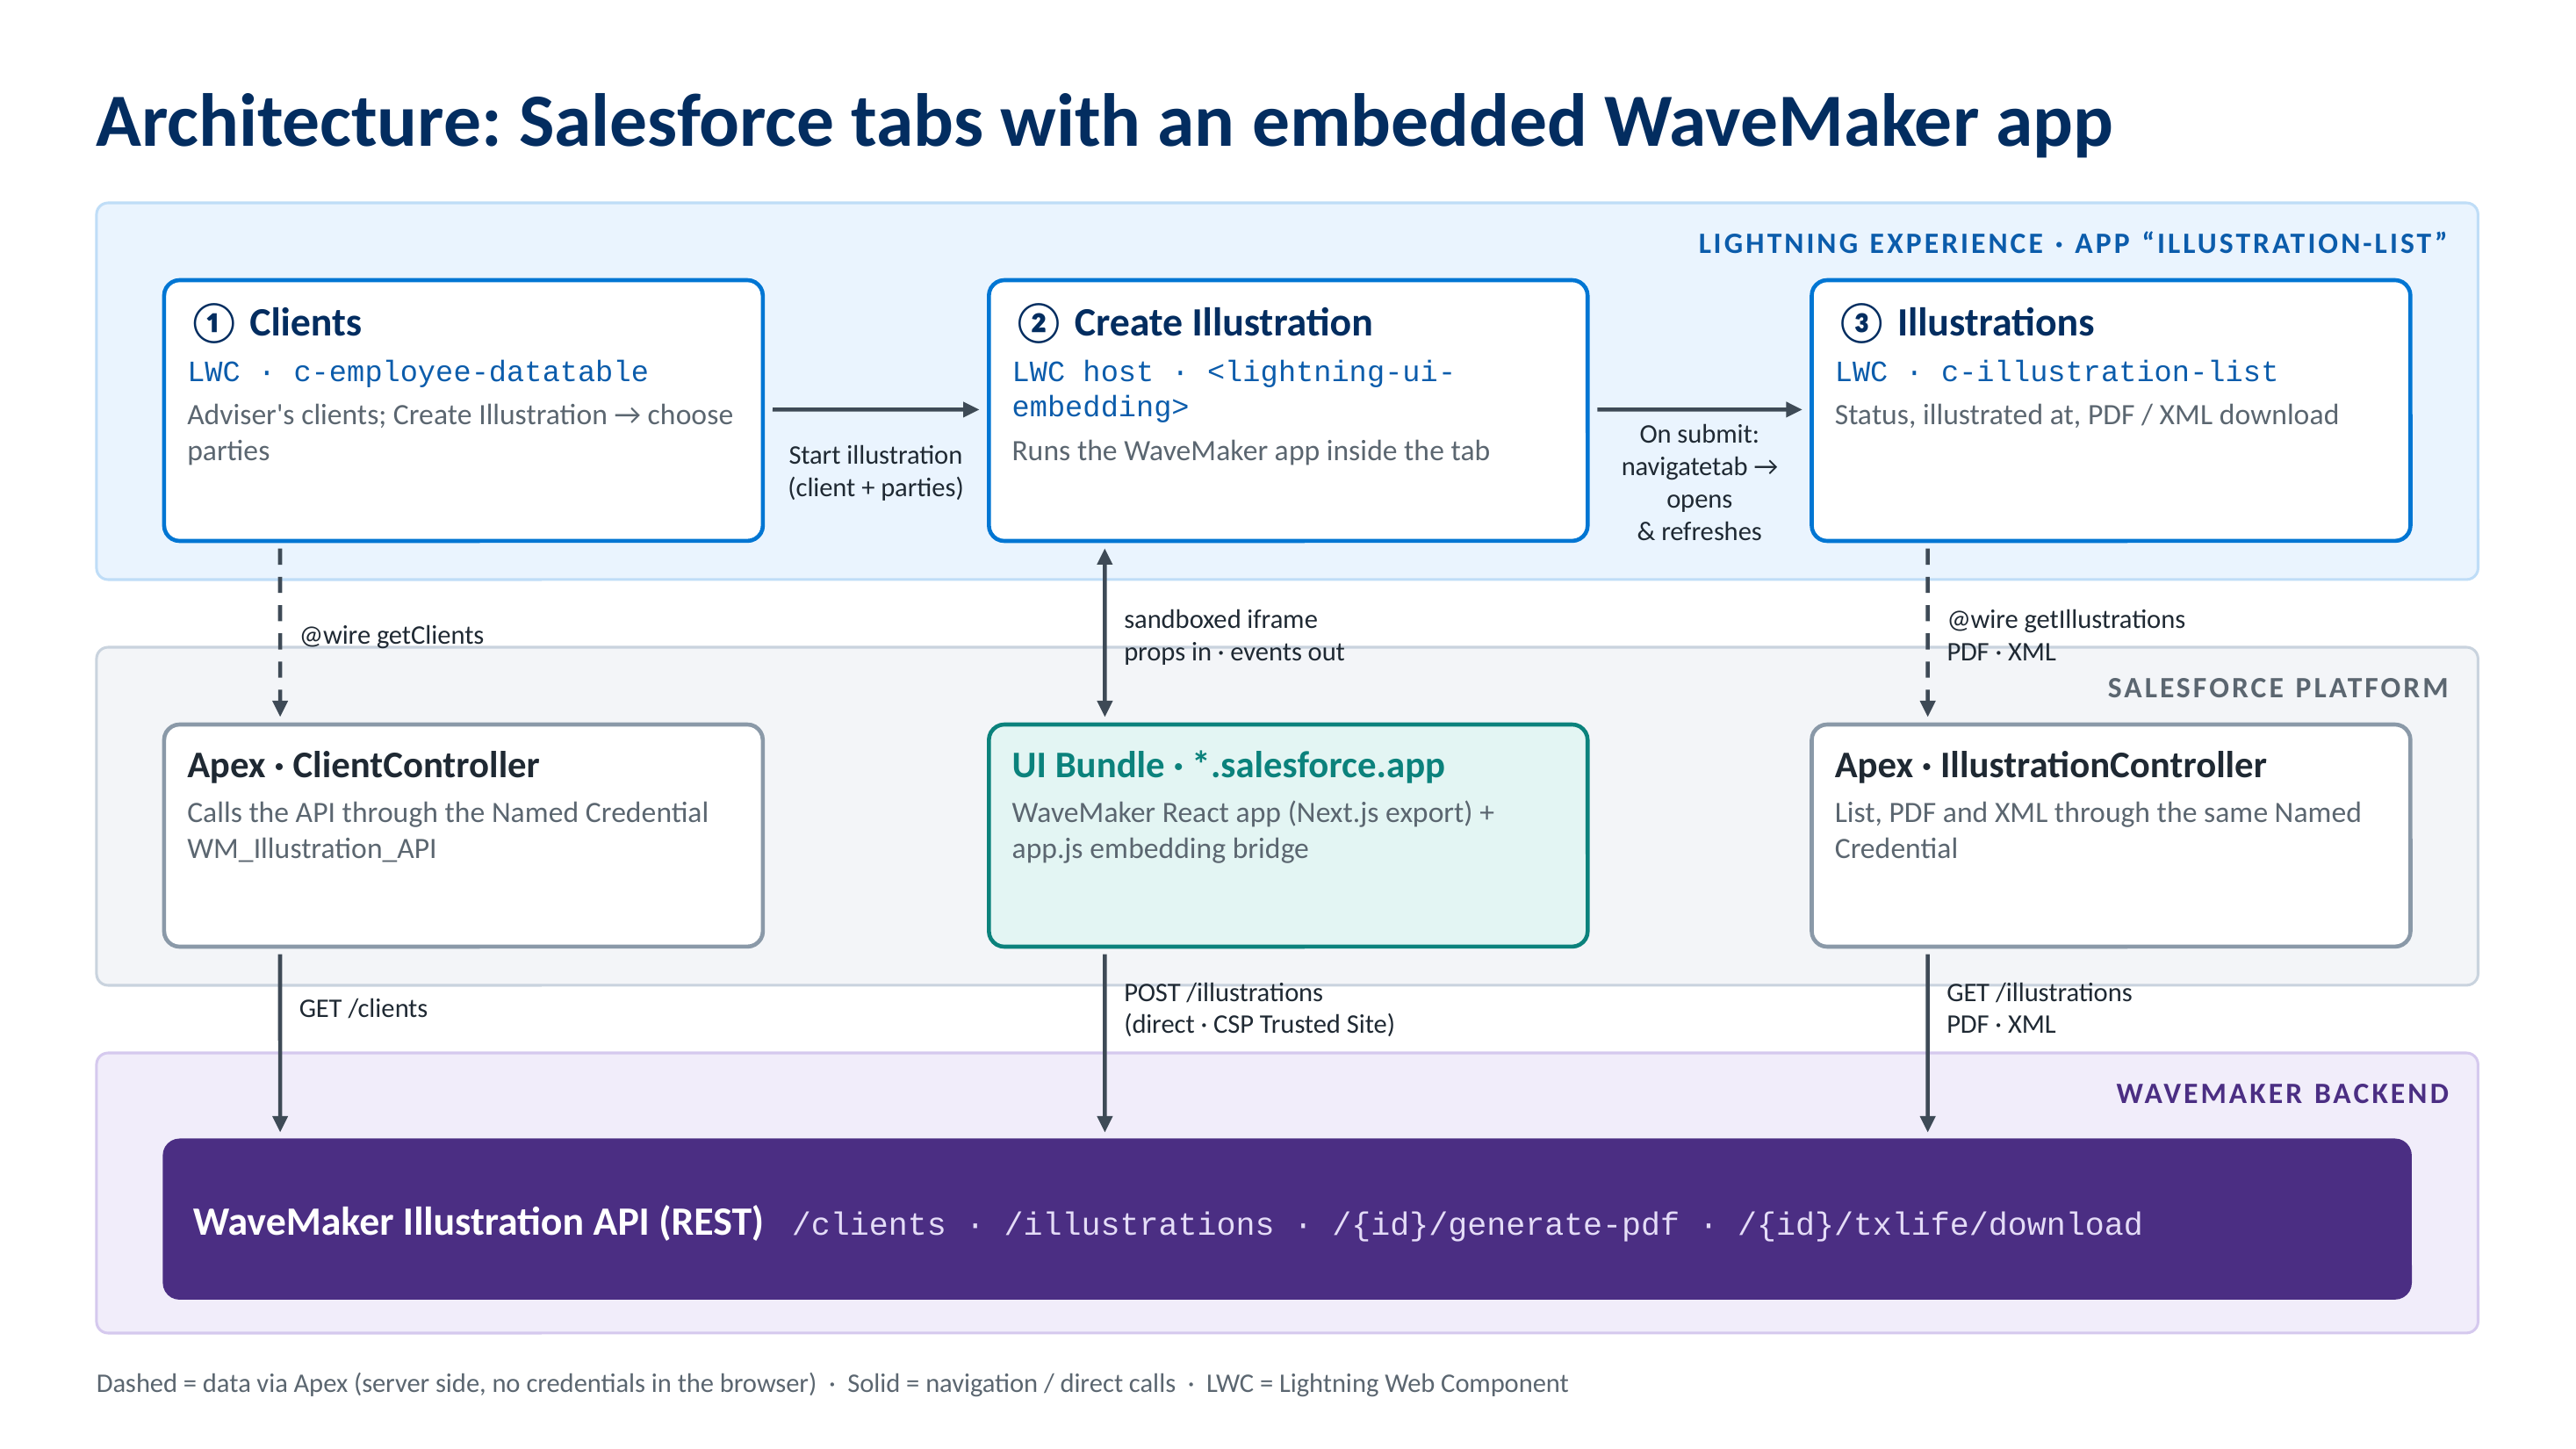 Architecture: Salesforce tabs with an embedded WaveMaker app
LIGHTNING EXPERIENCE · APP “ILLUSTRATION-LIST”
① Clients
LWC · c-employee-datatable
Adviser's clients; Create Illustration → choose
parties
Start illustration
(client + parties)
② Create Illustration
LWC host · <lightning-ui-
embedding>
Runs the WaveMaker app inside the tab
On submit:
navigatetab →
opens
& refreshes
③ Illustrations
LWC · c-illustration-list
Status, illustrated at, PDF / XML download
@wire getClients
sandboxed iframe
props in · events out
@wire getIllustrations
PDF · XML
SALESFORCE PLATFORM
Apex · ClientController
Calls the API through the Named Credential
WM_Illustration_API
UI Bundle · *.salesforce.app
WaveMaker React app (Next.js export) +
app.js embedding bridge
Apex · IllustrationController
List, PDF and XML through the same Named
Credential
GET /clients
POST /illustrations
(direct · CSP Trusted Site)
GET /illustrations
PDF · XML
WAVEMAKER BACKEND
WaveMaker Illustration API (REST) /clients · /illustrations · /{id}/generate-pdf · /{id}/txlife/download
Dashed = data via Apex (server side, no credentials in the browser) · Solid = navigation / direct calls · LWC = Lightning Web Component